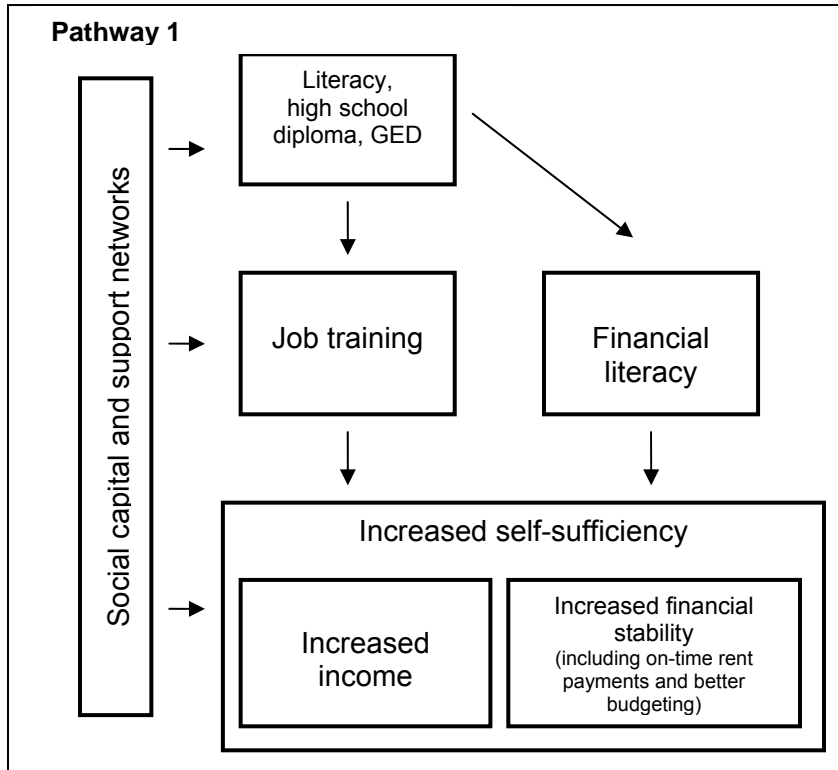 Pathway 1
Social capital and support networks
Literacy,
high school
diploma, GED
Job training
Financial
literacy
Increased self-sufficiency
Increased
income
Increased financial
stability
(including on-time rent
payments and better
budgeting)